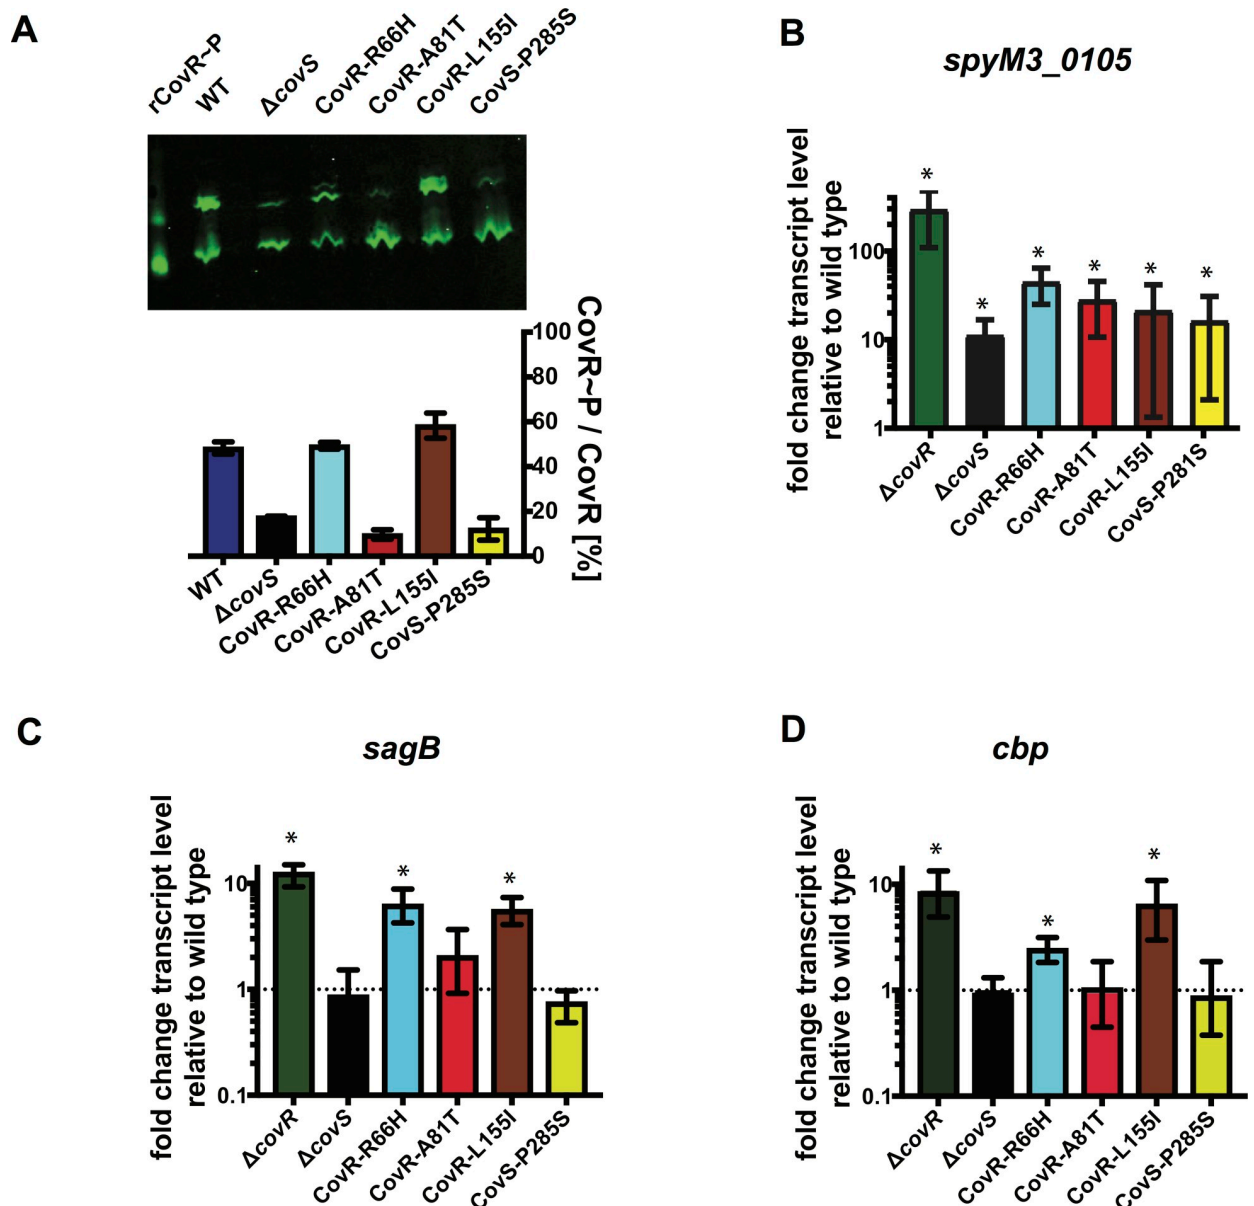 A
rCovR~P
WT
ΔcovS
CovR-R66H
CovR-A81T
CovR-L155I
CovS-P285S
100
80
60
40
20
0
CovR~P / CovR [%]
WT
ΔcovS
CovR-R66H
CovR-A81T
CovR-L155I
CovS-P285S
B
spyM3_0105
fold change transcript level
relative to wild type
100
10
1
*
*
*
*
*
*
ΔcovR
ΔcovS
CovR-R66H
CovR-A81T
CovR-L155I
CovS-P281S
C
sagB
fold change transcript level
relative to wild type
10
1
0.1
*
*
*
ΔcovR
ΔcovS
CovR-R66H
CovR-A81T
CovR-L155I
CovS-P285S
D
cbp
fold change transcript level
relative to wild type
10
1
0.1
*
*
*
ΔcovR
ΔcovS
CovR-R66H
CovR-A81T
CovR-L155I
CovS-P285S